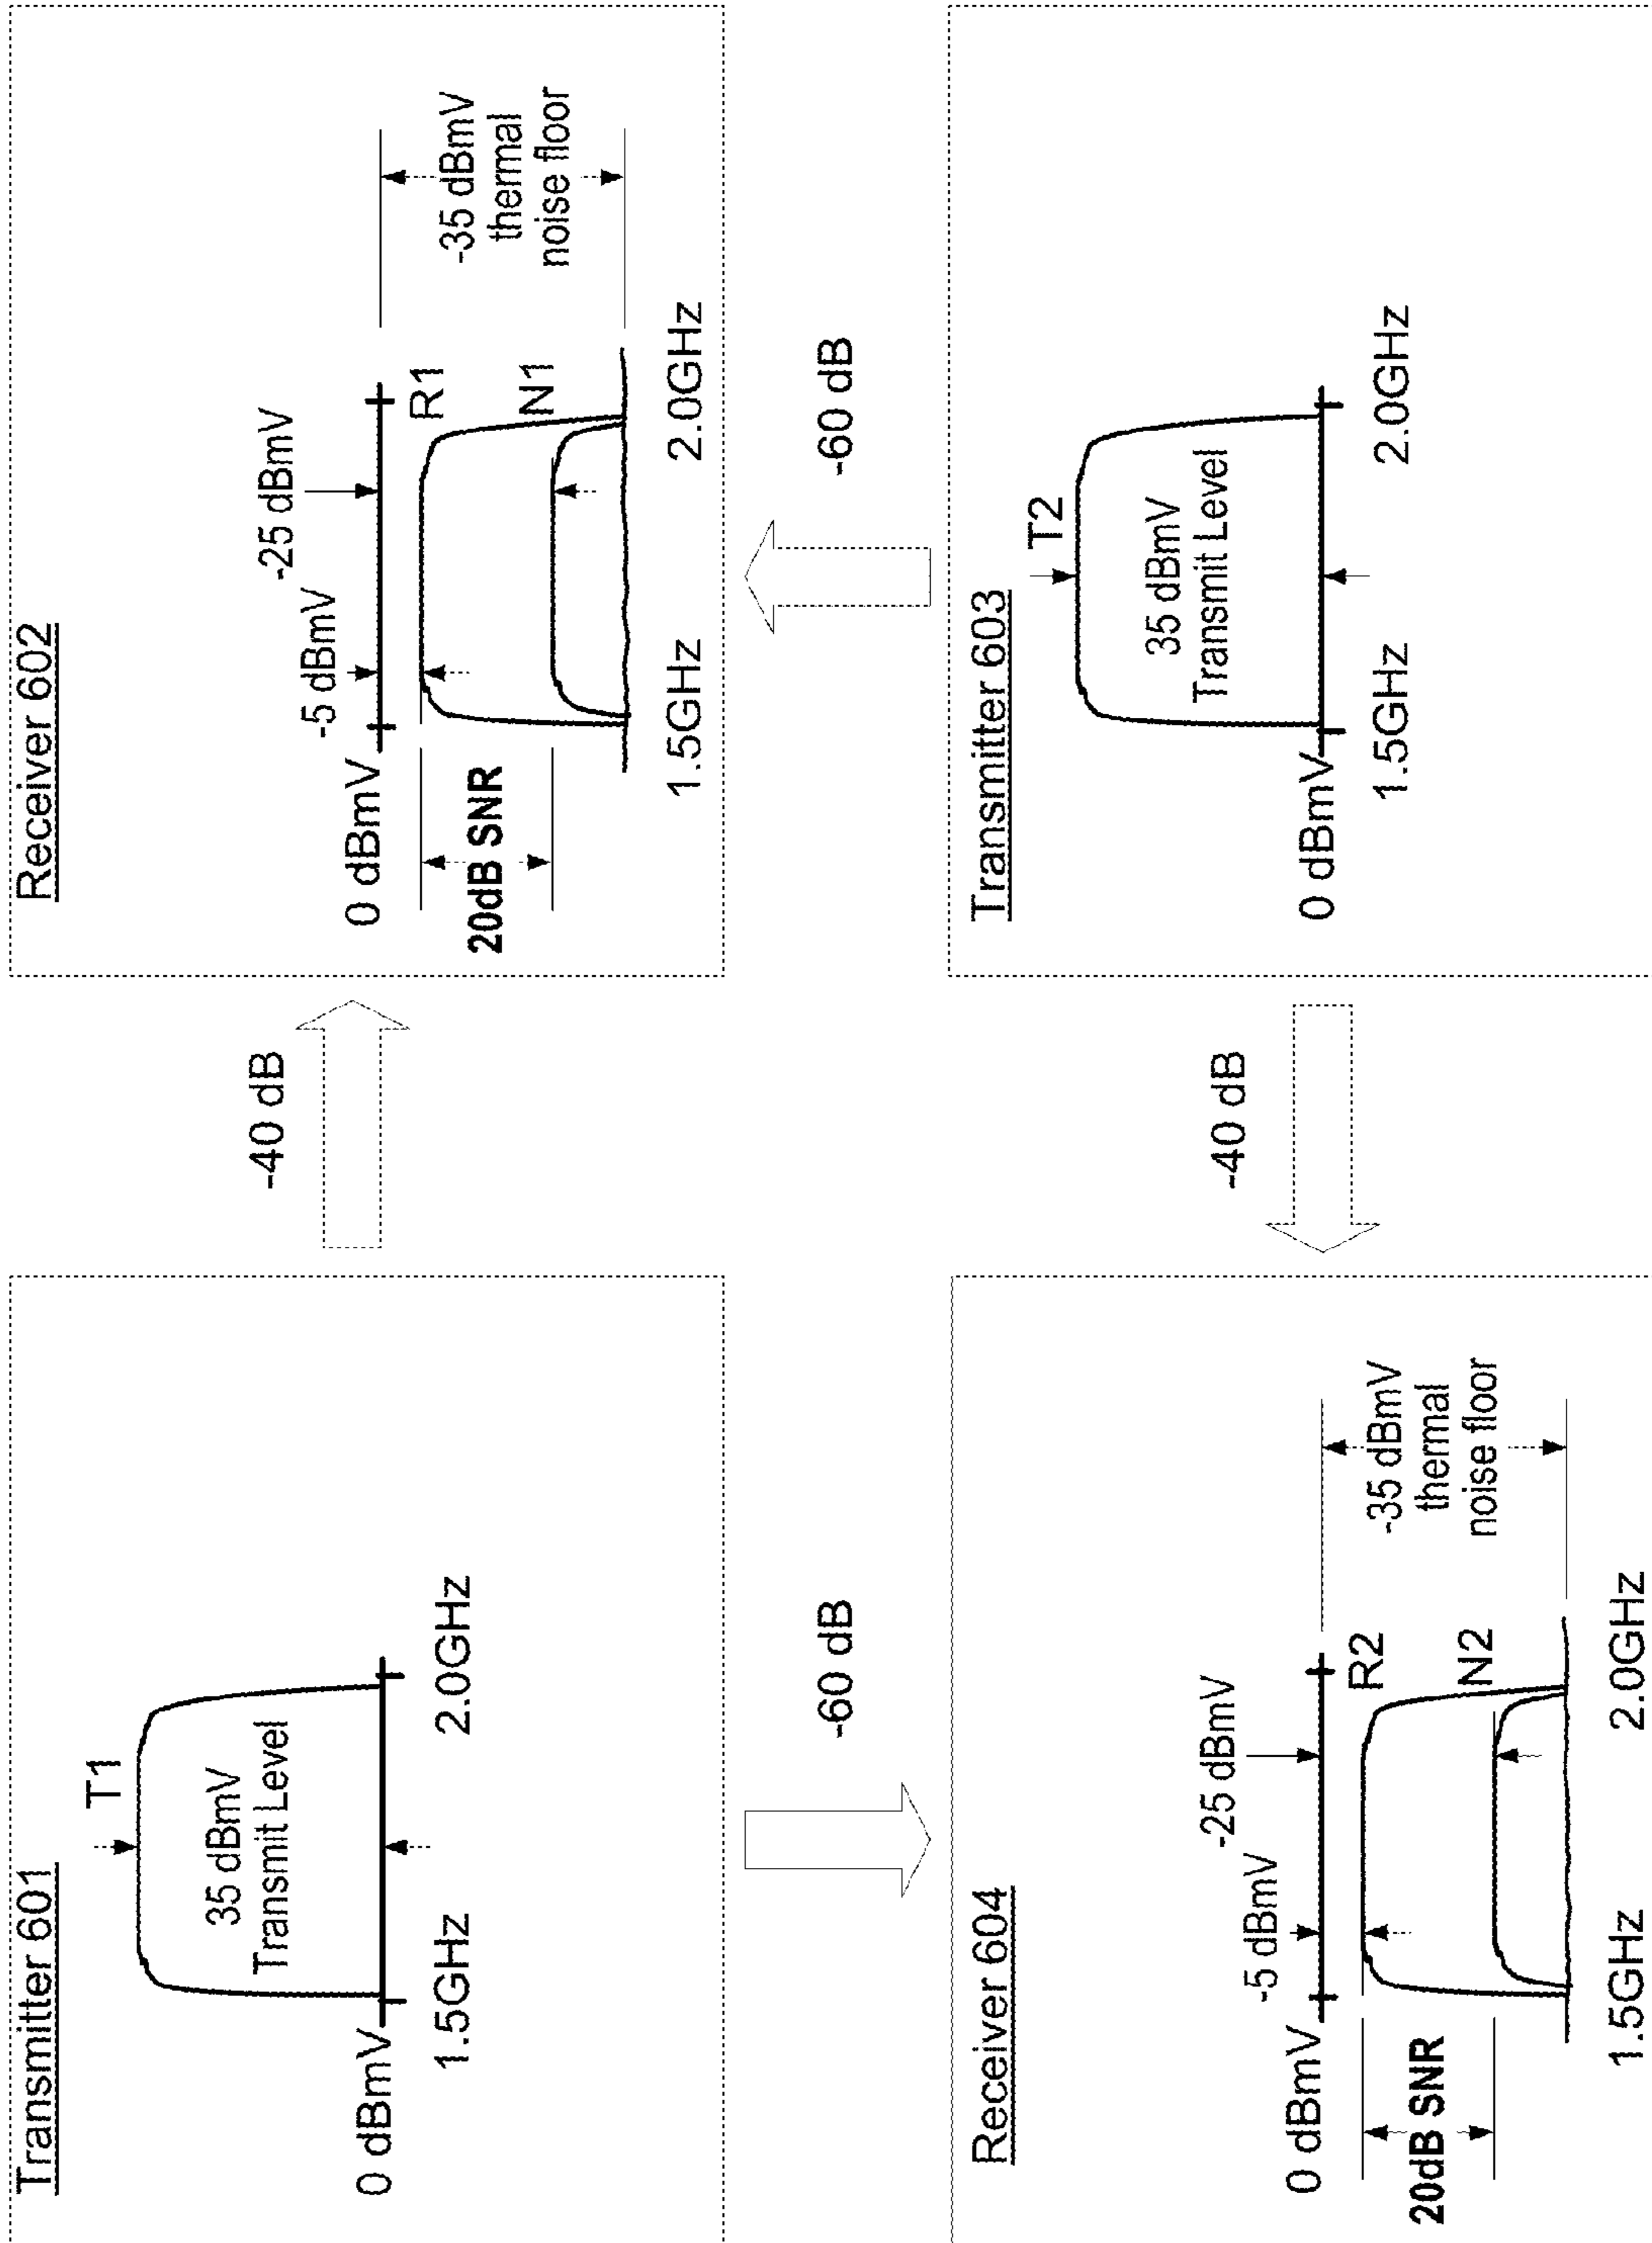 Transmitter 601
T1
35 dBmV
Transmit Level
0 dBmV
1.5GHz
2.0GHz
-40 dB
Receiver 602
-5 dBmV
-25 dBmV
0 dBmV
R1
N1
20dB SNR
-35 dBmV
thermal
noise floor
1.5GHz
2.0GHz
-60 dB
-60 dB
Receiver 604
-5 dBmV
-25 dBmV
0 dBmV
R2
N2
20dB SNR
-35 dBmV
thermal
noise floor
1.5GHz
2.0GHz
-40 dB
Transmitter 603
T2
35 dBmV
Transmit Level
0 dBmV
1.5GHz
2.0GHz